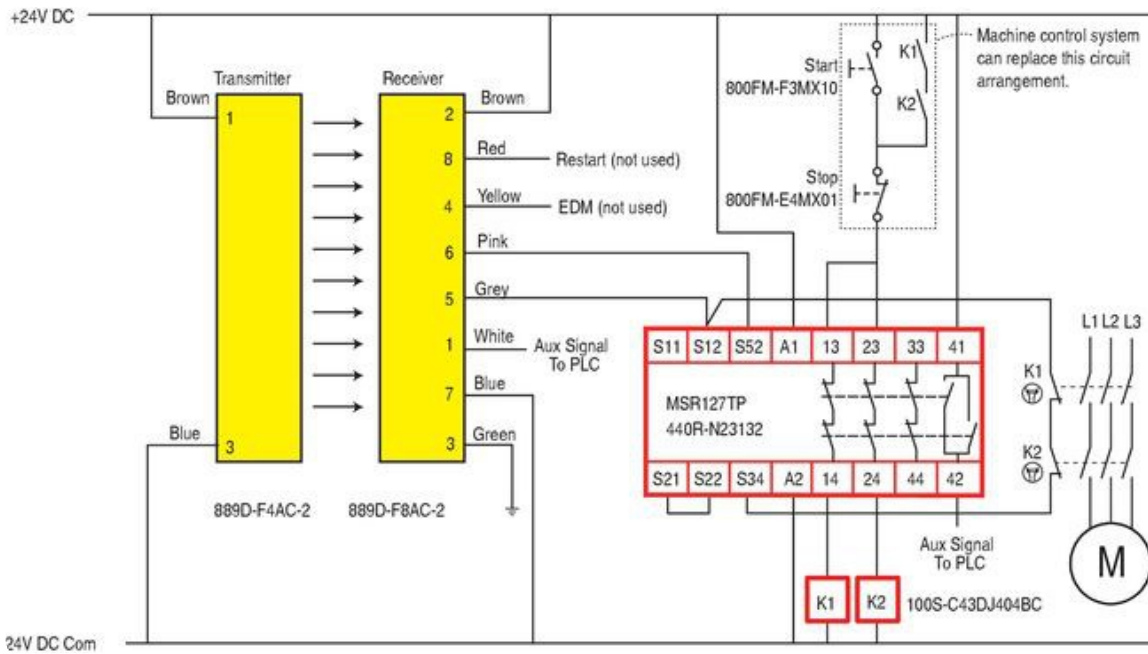 +24V DC
Transmitter
Receiver
Brown
1
Brown
2
Red
8
Restart (not used)
Yellow
4
EDM (not used)
Pink
6
Grey
5
White
1
Aux Signal
To PLC
Blue
7
Green
3
Blue
3
889D-F4AC-2
889D-F8AC-2
Start
800FM-F3MX10
K1
K2
Stop
800FM-E4MX01
Machine control system
can replace this circuit
arrangement.
S11 S12 S52 A1 13 23 33 41
MSR127TP
440R-N23132
S21 S22 S34 A2 14 24 44 42
Aux Signal
To PLC
K1
K2
100S-C43DJ404BC
L1 L2 L3
K1
K2
M
24V DC Com